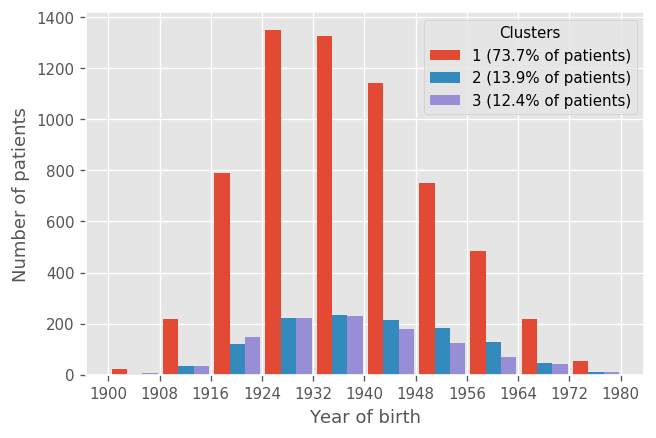 Clusters
1 (73.7% of patients)
2 (13.9% of patients)
3 (12.4% of patients)
1400
1200
1000
800
600
400
200
0
Number of patients
1900 1908 1916 1924 1932 1940 1948 1956 1964 1972 1980
Year of birth